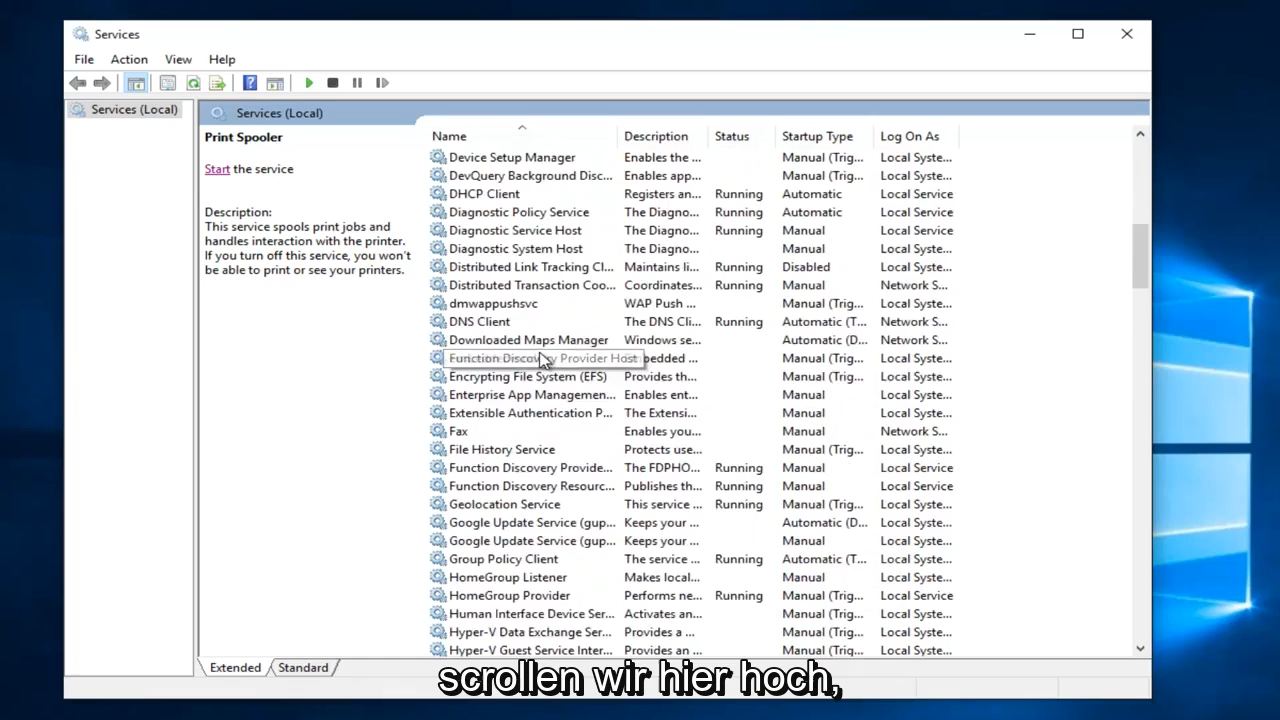 Services
File Action View Help
Services (Local)
Services (Local)
Print Spooler
Start the service
Description:
This service spools print jobs and
handles interaction with the printer.
If you turn off this service, you won't
be able to print or see your printers.
Name Description Status Startup Type Log On As
Device Setup Manager Enables the ... Manual (Trig... Local Syste...
DevQuery Background Disc... Enables app... Manual (Trig... Local Syste...
DHCP Client Registers an... Running Automatic Local Service
Diagnostic Policy Service The Diagno... Running Automatic Local Service
Diagnostic Service Host The Diagno... Running Manual Local Service
Diagnostic System Host The Diagno... Manual Local Syste...
Distributed Link Tracking Cl... Maintains li... Running Disabled Local Syste...
Distributed Transaction Coo... Coordinates... Running Manual Network S...
dmwappushsvc WAP Push ... Manual (Trig... Local Syste...
DNS Client The DNS Cli... Running Automatic (T... Network S...
Downloaded Maps Manager Windows se... Automatic (D... Network S...
Function Discovery Provider Host bedded ... Manual (Trig... Local Syste...
Encrypting File System (EFS) Provides th... Manual (Trig... Local Syste...
Enterprise App Managemen... Enables ent... Manual Local Syste...
Extensible Authentication P... The Extensi... Manual Local Syste...
Fax Enables you... Manual Network S...
File History Service Protects use... Manual (Trig... Local Syste...
Function Discovery Provide... The FDPHO... Running Manual Local Service
Function Discovery Resourc... Publishes th... Running Manual Local Service
Geolocation Service This service ... Running Manual (Trig... Local Syste...
Google Update Service (gup... Keeps your ... Automatic (D... Local Syste...
Google Update Service (gup... Keeps your ... Manual Local Syste...
Group Policy Client The service ... Running Automatic (T... Local Syste...
HomeGroup Listener Makes local... Manual Local Syste...
HomeGroup Provider Performs ne... Running Manual (Trig... Local Service
Human Interface Device Ser... Activates an... Manual (Trig... Local Syste...
Hyper-V Data Exchange Ser... Provides a ... Manual (Trig... Local Syste...
Hyper-V Guest Service Inter... Provides an... Manual (Trig... Local Syste...
Extended Standard
scrollen wir hier hoch,